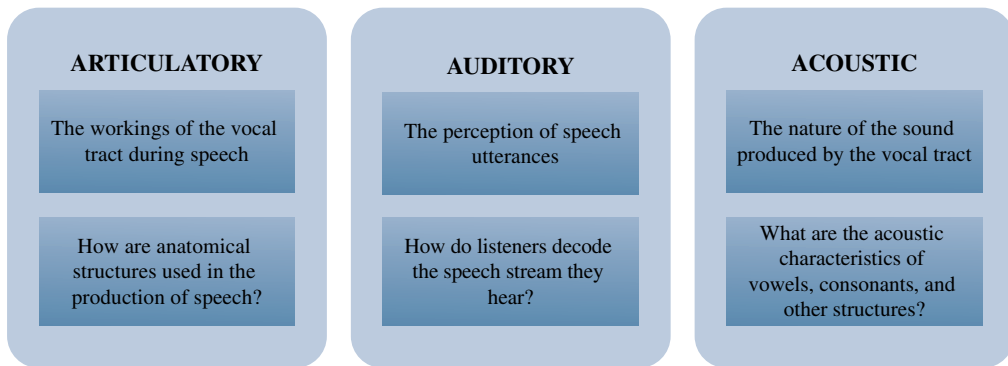 ARTICULATORY
The workings of the vocal
tract during speech
How are anatomical
structures used in the
production of speech?
AUDITORY
The perception of speech
utterances
How do listeners decode
the speech stream they
hear?
ACOUSTIC
The nature of the sound
produced by the vocal tract
What are the acoustic
characteristics of
vowels, consonants, and
other structures?